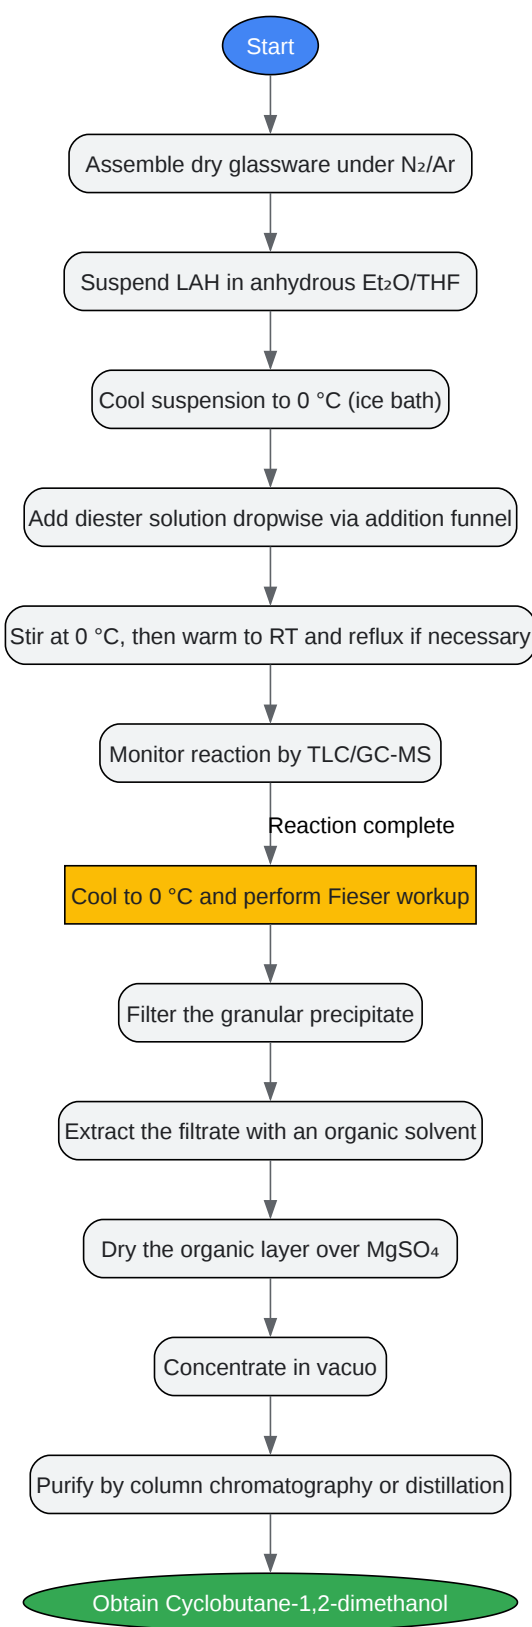 Start
Assemble dry glassware under N₂/Ar
Suspend LAH in anhydrous Et₂O/THF
Cool suspension to 0 °C (ice bath)
Add diester solution dropwise via addition funnel
Stir at 0 °C, then warm to RT and reflux if necessary
Monitor reaction by TLC/GC-MS
Reaction complete
Cool to 0 °C and perform Fieser workup
Filter the granular precipitate
Extract the filtrate with an organic solvent
Dry the organic layer over MgSO₄
Concentrate in vacuo
Purify by column chromatography or distillation
Obtain Cyclobutane-1,2-dimethanol